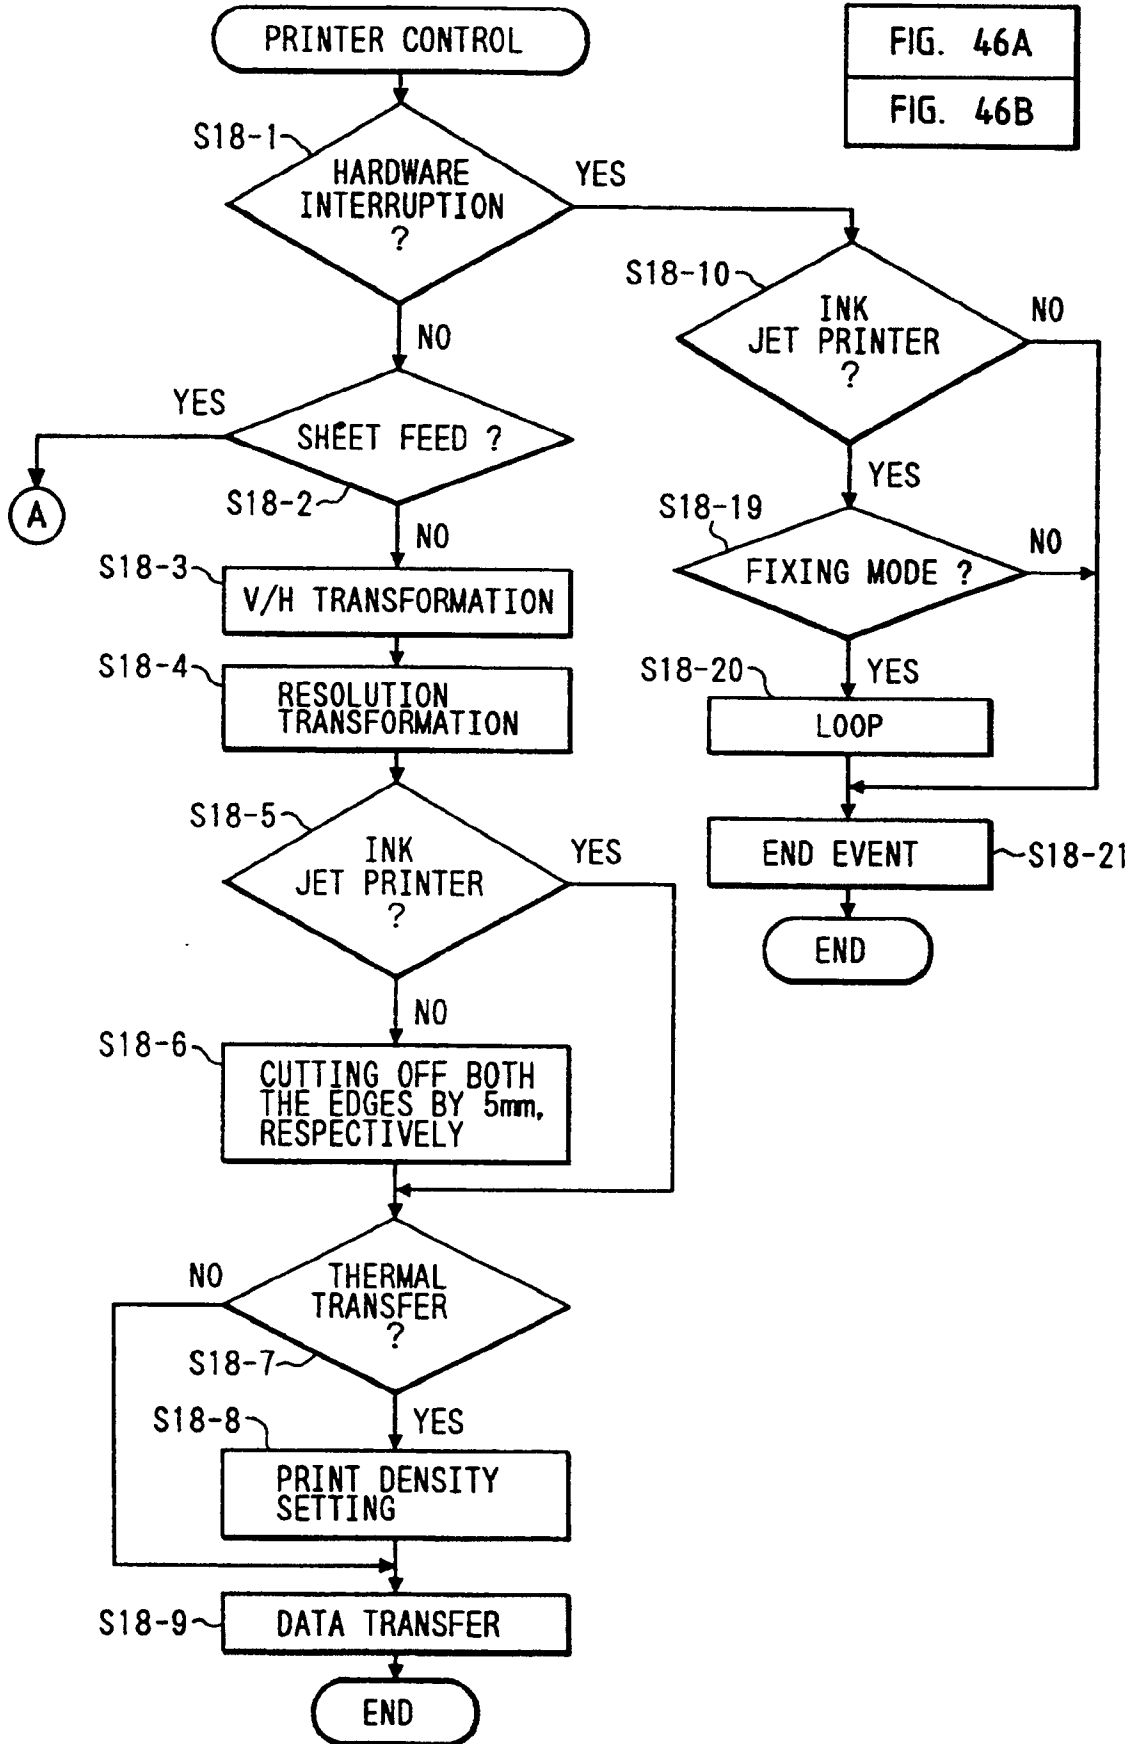 PRINTER CONTROL
FIG. 46A
FIG. 46B
S18-1
HARDWARE
INTERRUPTION
?
YES
NO
S18-10
INK
JET PRINTER
?
NO
YES
YES
SHEET FEED ?
S18-2
NO
A
S18-19
FIXING MODE ?
NO
YES
S18-3
V/H TRANSFORMATION
S18-4
RESOLUTION
TRANSFORMATION
S18-20
LOOP
S18-5
INK
JET PRINTER
?
YES
NO
END EVENT
S18-21
END
S18-6
CUTTING OFF BOTH
THE EDGES BY 5mm,
RESPECTIVELY
NO
THERMAL
TRANSFER
?
S18-7
YES
S18-8
PRINT DENSITY
SETTING
S18-9
DATA TRANSFER
END